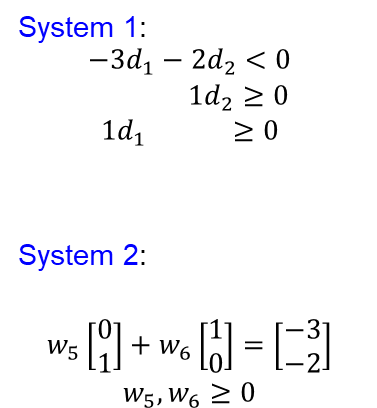 System 1:
−3d₁ − 2d₂ < 0
1d₂ ≥ 0
1d₁ ≥ 0
System 2:
w₅ [0 1] + w₆ [1 0] = [−3 −2]
w₅, w₆ ≥ 0